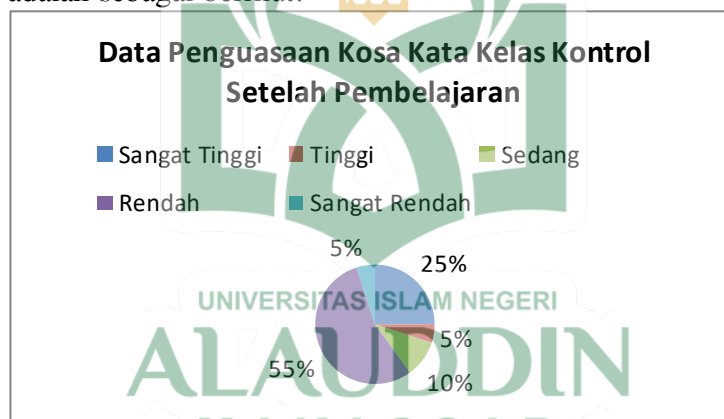 Data Penguasaan Kosa Kata Kelas Kontrol
Setelah Pembelajaran
Sangat Tinggi Tinggi Sedang
Rendah Sangat Rendah
5%
25%
UNIVERSITAS ISLAM NEGERI
5%
ALAUDDIN
55%
10%